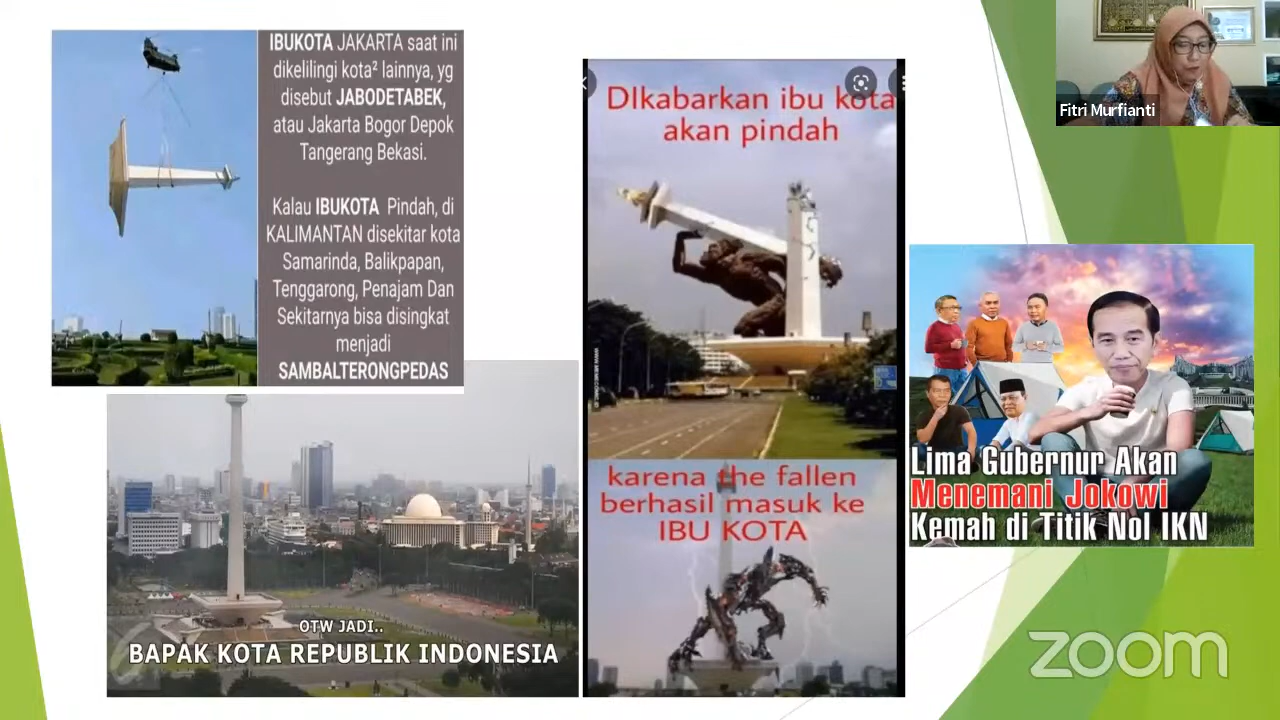 IBUKOTA JAKARTA saat ini
dikelilingi kota² lainnya, yg
disebut JABODETABEK,
atau Jakarta Bogor Depok
Tangerang Bekasi.
Kalau IBUKOTA Pindah, di
KALIMANTAN disekitar kota
Samarinda, Balikpapan,
Tenggarong, Penajam Dan
Sekitarnya bisa disingkat
menjadi
SAMBALTERONGPEDAS
OTW JADI..
BAPAK KOTA REPUBLIK INDONESIA
DIkabarkan ibu kota
akan pindah
karena the fallen
berhasil masuk ke
IBU KOTA
Fitri Murfianti
Lima Gubernur Akan
Menemani Jokowi
Kemah di Titik Nol IKN
zoom